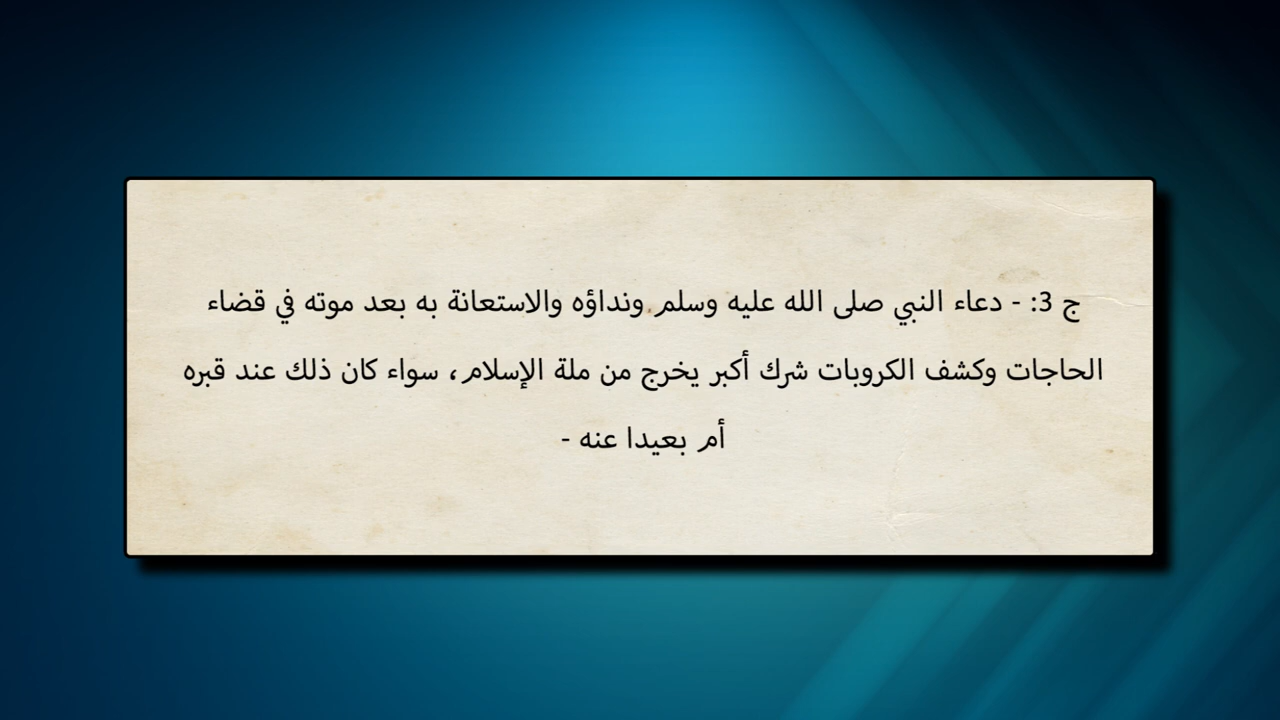 ج 3: - دعاء النبي صلى الله عليه وسلم ونداؤه والاستعانة به بعد موته في قضاء
الحاجات وكشف الكروبات شرك أكبر يخرج من ملة الإسلام، سواء كان ذلك عند قبره
أم بعيدا عنه -